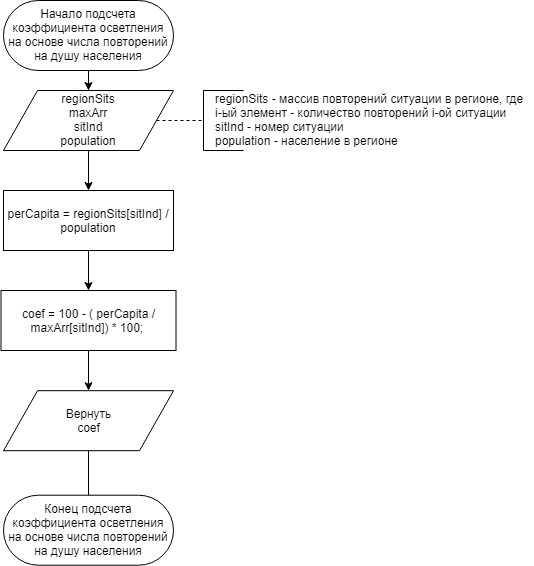 Начало подсчета
коэффициента осветления
на основе числа повторений
на душу населения
regionSits
maxArr
sitInd
population
regionSits - массив повторений ситуации в регионе, где
i-ый элемент - количество повторений i-ой ситуации
sitInd - номер ситуации
population - население в регионе
perCapita = regionSits[sitInd] /
population
coef = 100 - ( perCapita /
maxArr[sitInd]) * 100;
Вернуть
coef
Конец подсчета
коэффициента осветления
на основе числа повторений
на душу населения